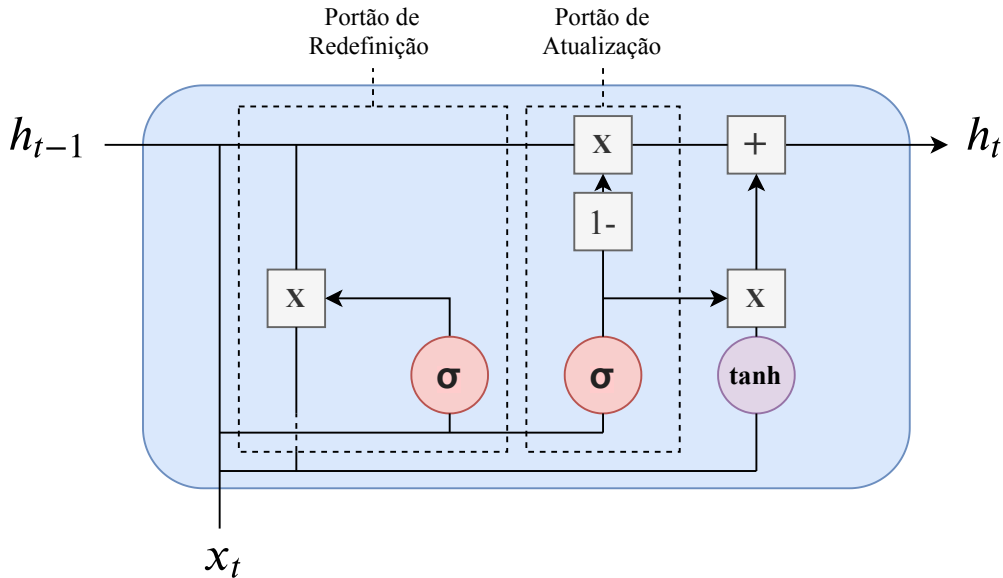 Portão de
Redefinição
Portão de
Atualização
h_{t-1}
x
+
h_t
1-
x
x
σ
σ
tanh
x_t